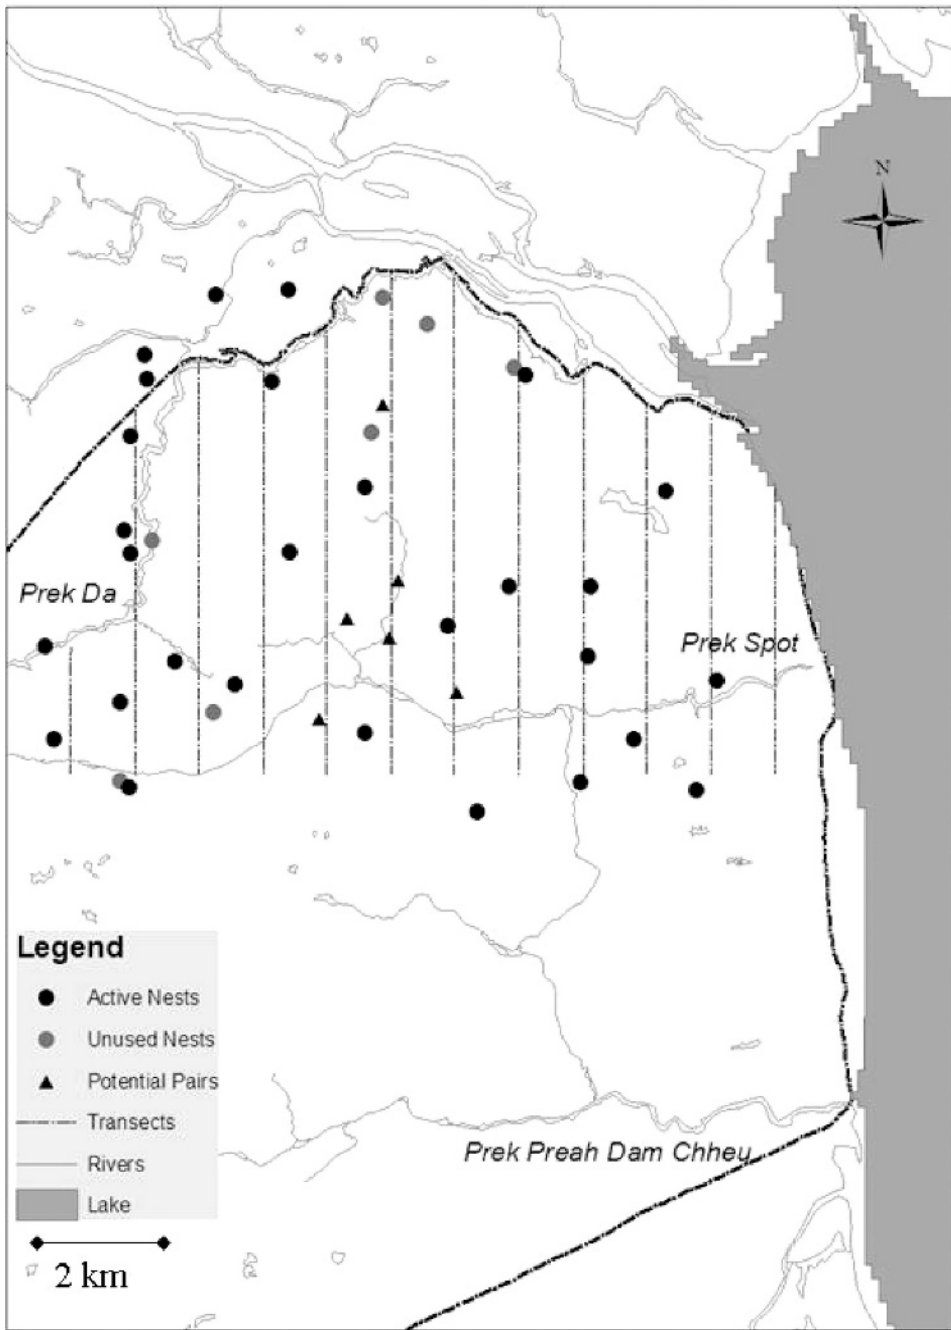 N
Prek Da
Prek Spot
Legend
Active Nests
Unused Nests
Potential Pairs
Transects
Rivers
Lake
Prek Preah Dam Chheu
2 km